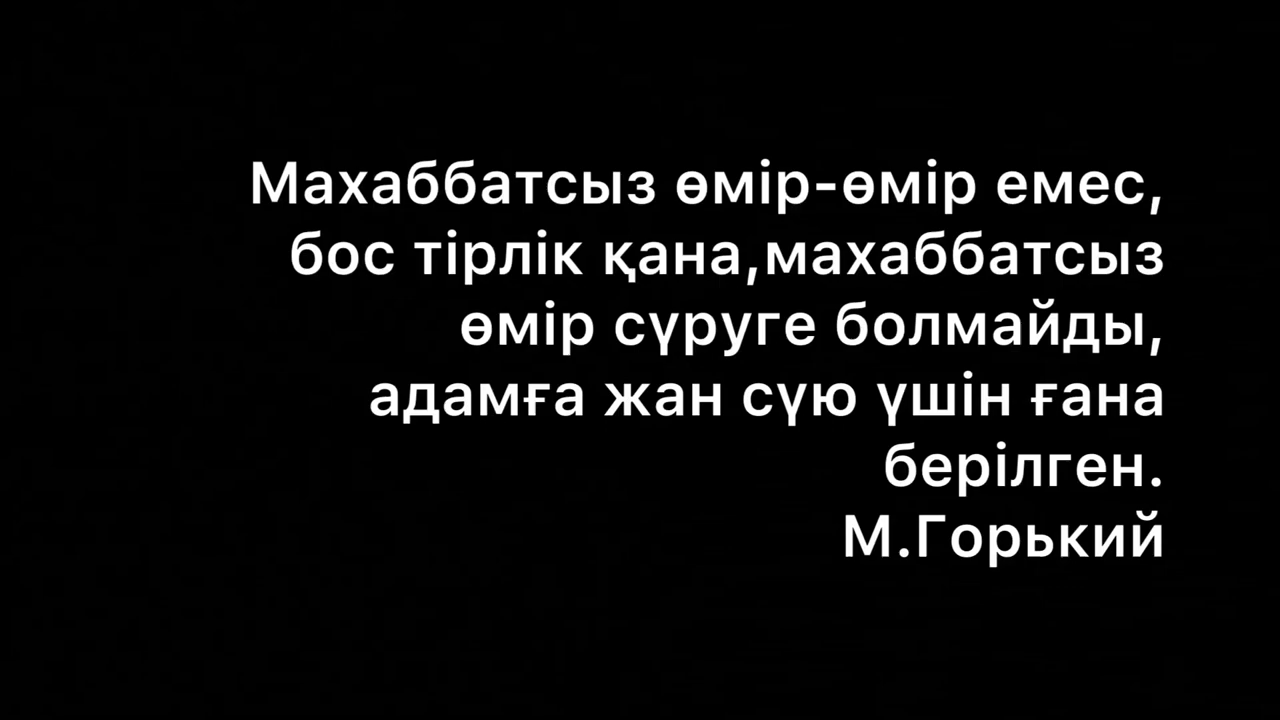 Махаббатсыз өмір-өмір емес,
бос тірлік қана,махаббатсыз
өмір сүруге болмайды,
адамға жан сүю үшін ғана
берілген.
М.Горький